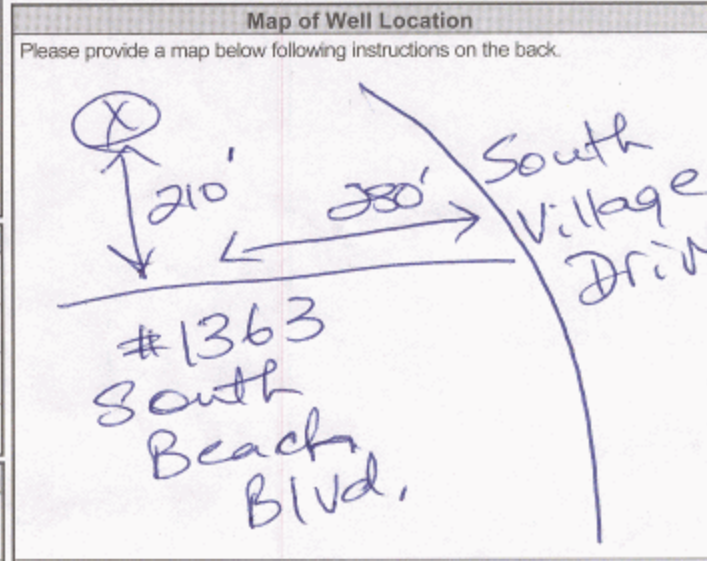 Map of Well Location
Please provide a map below following instructions on the back.
X
210'
280'
South
Village
Driv
#1363
South
Beach
Blvd.